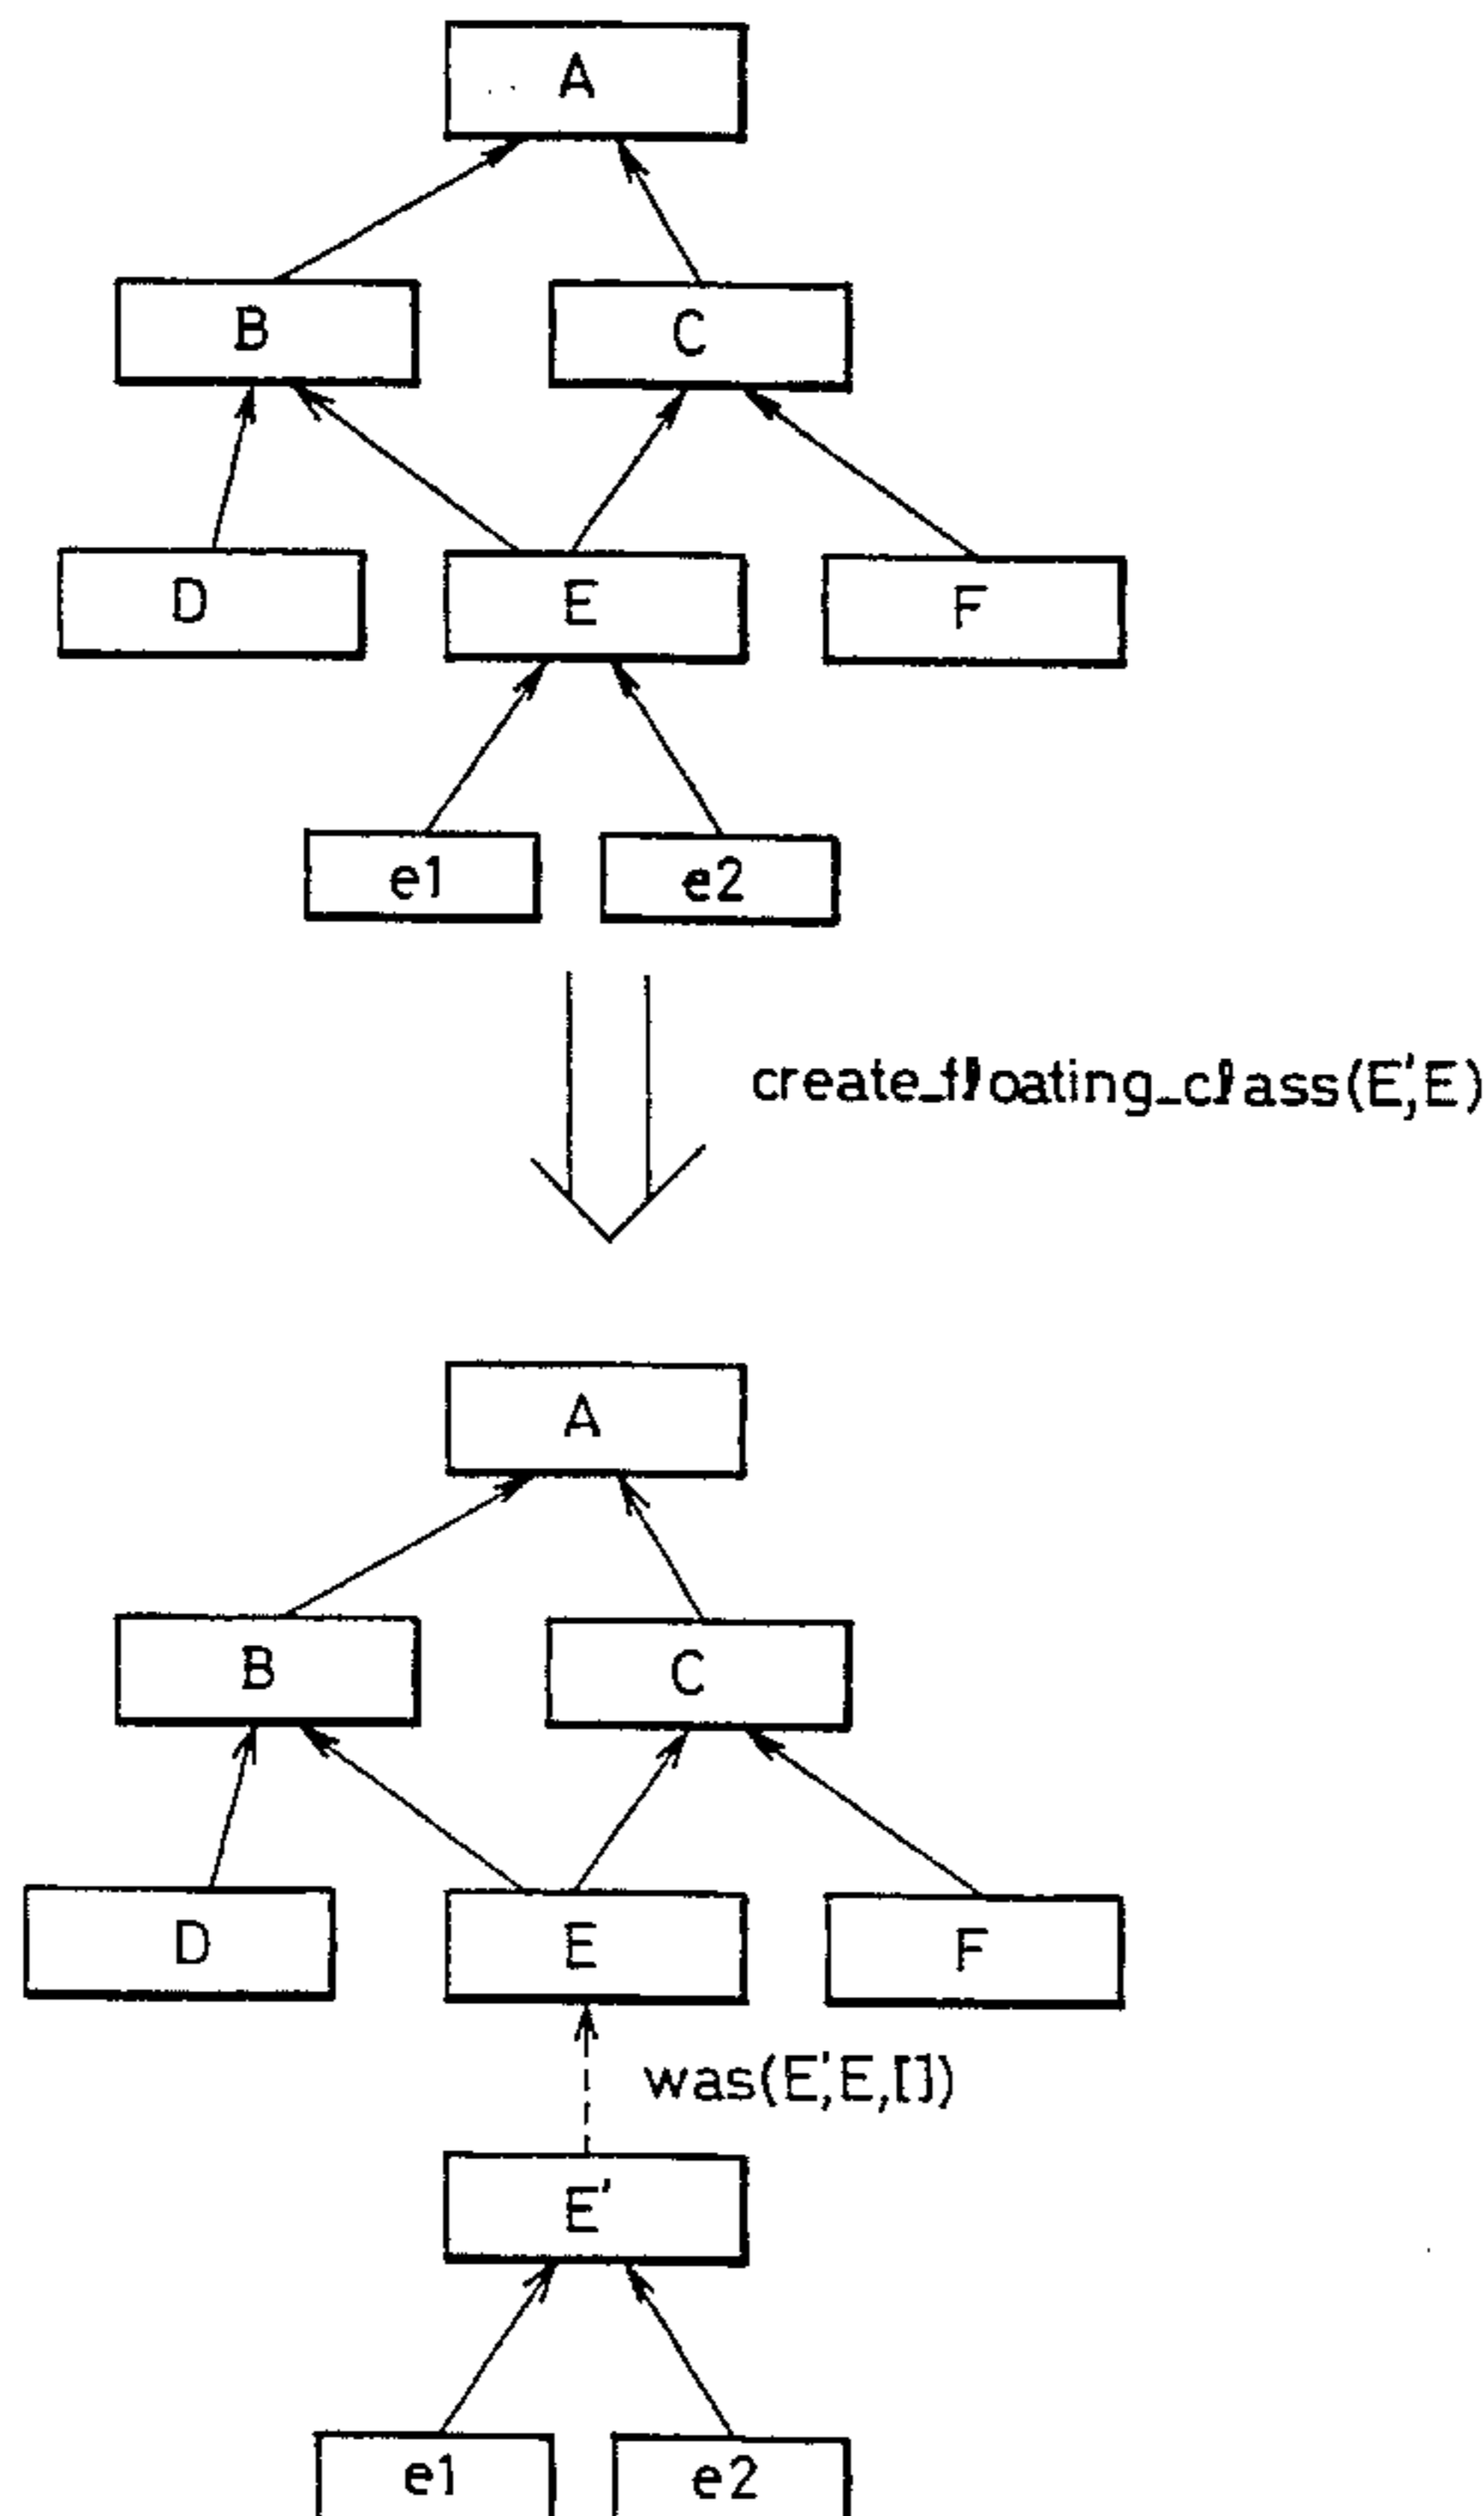 A
B C
D E F
e1 e2
create_floating_class(E',E)
A
B C
D E F
was(E',E,[])
E'
e1 e2